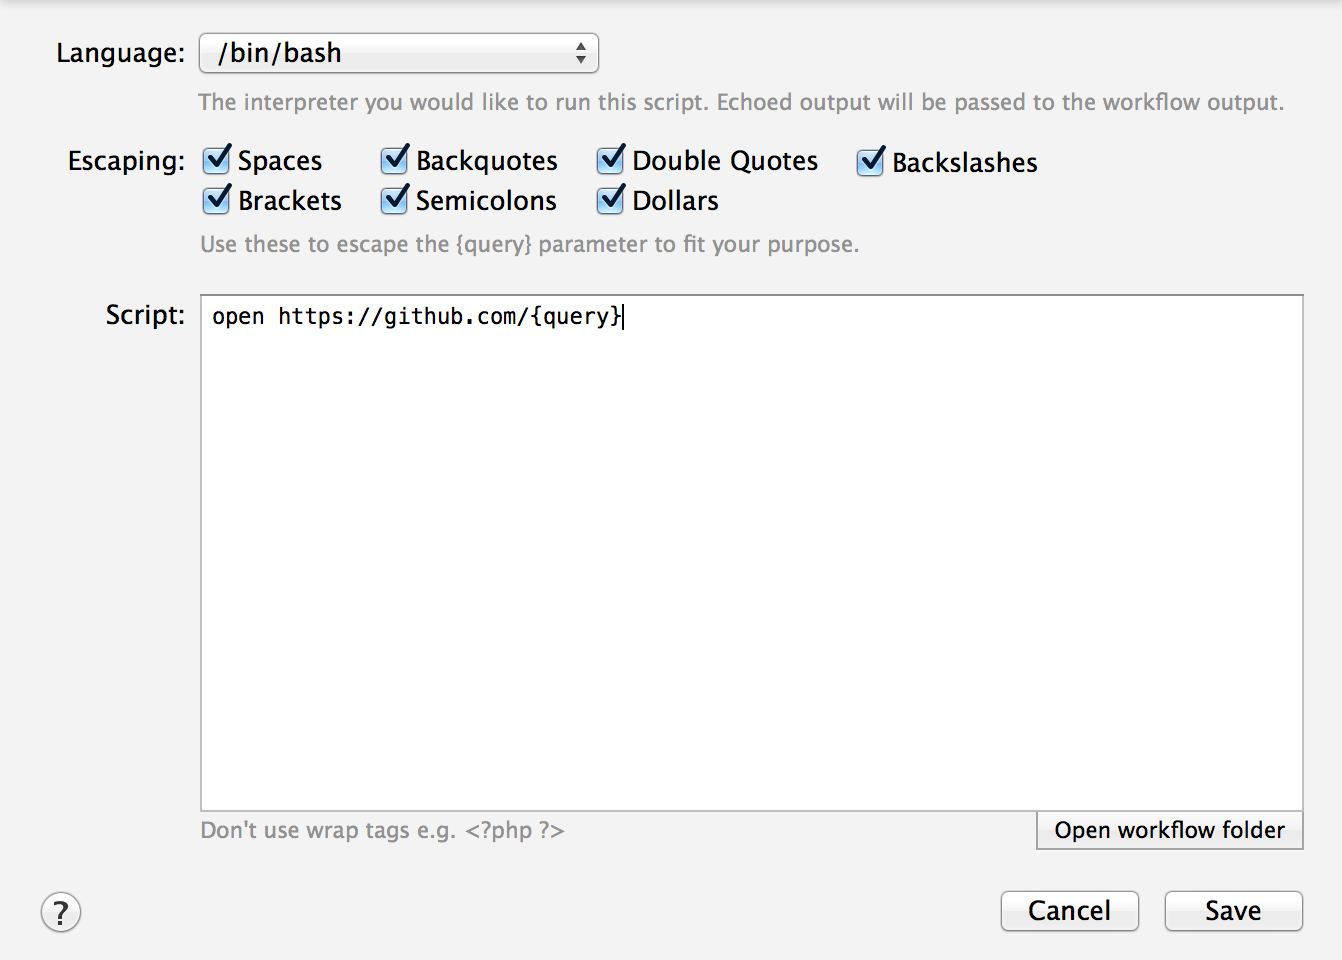 Language: /bin/bash
The interpreter you would like to run this script. Echoed output will be passed to the workflow output.
Escaping: Spaces Backquotes Double Quotes Backslashes
Brackets Semicolons Dollars
Use these to escape the {query} parameter to fit your purpose.
Script: open https://github.com/{query}
Don't use wrap tags e.g. <?php ?> Open workflow folder
? Cancel Save